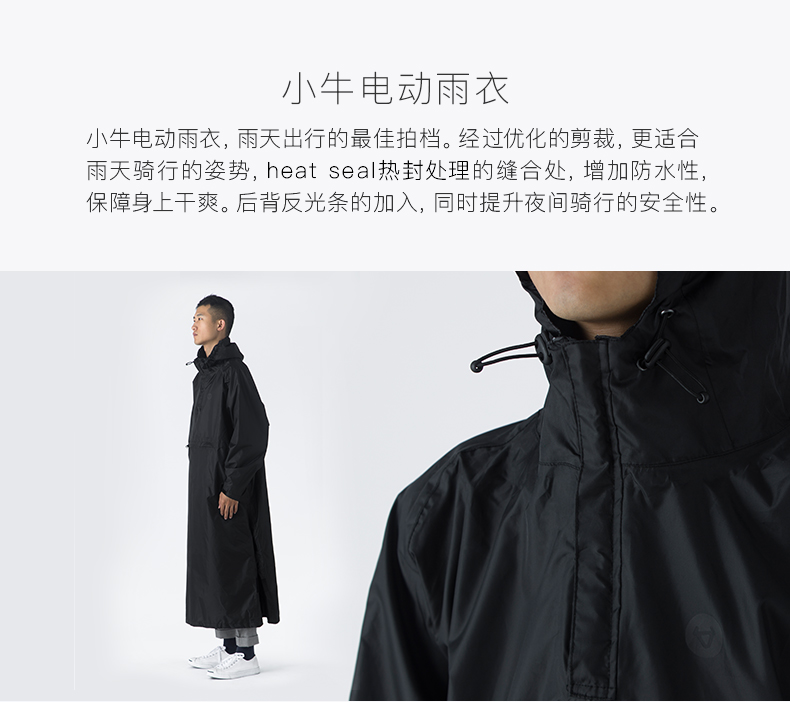 小牛电动雨衣
小牛电动雨衣, 雨天出行的最佳拍档。经过优化的剪裁, 更适合
雨天骑行的姿势, heat seal热封处理的缝合处, 增加防水性,
保障身上干爽。后背反光条的加入, 同时提升夜间骑行的安全性。